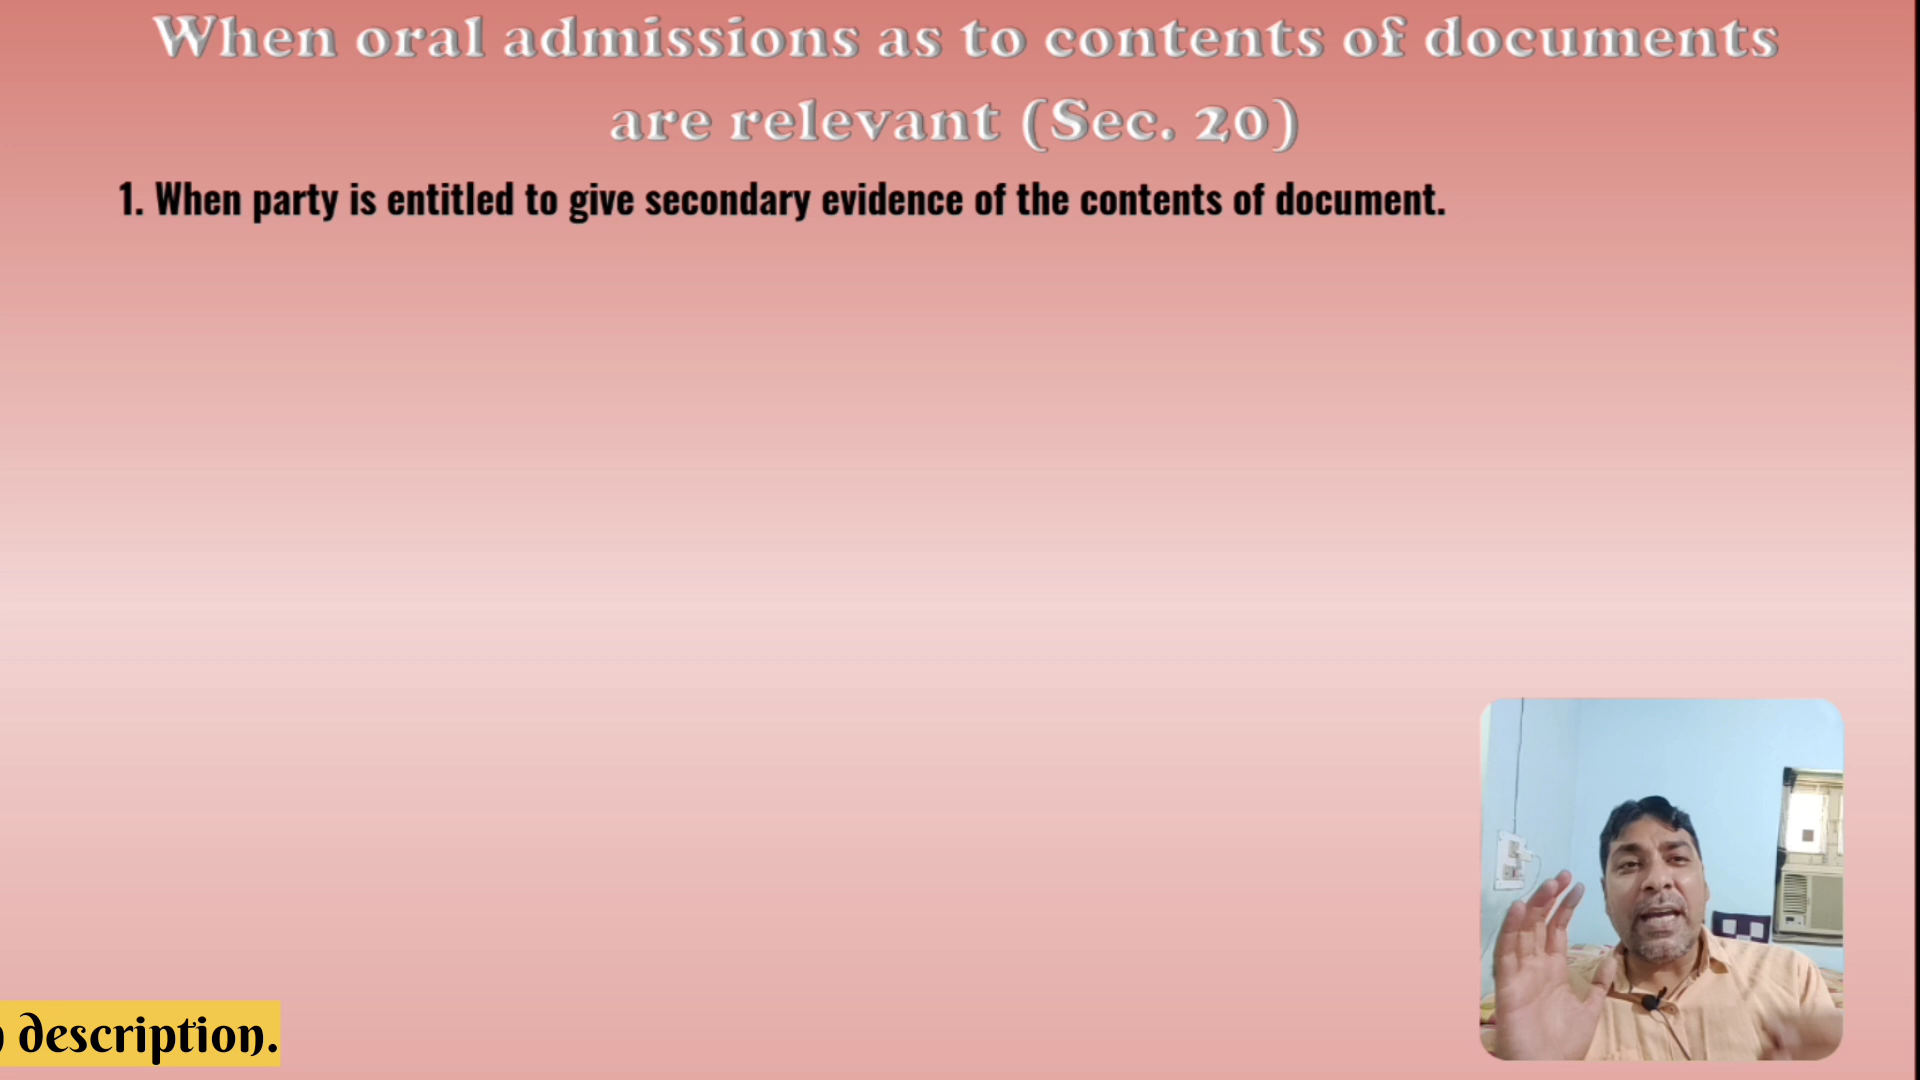 When oral admissions as to contents of documents
are relevant (Sec. 20)
1. When party is entitled to give secondary evidence of the contents of document.
description.